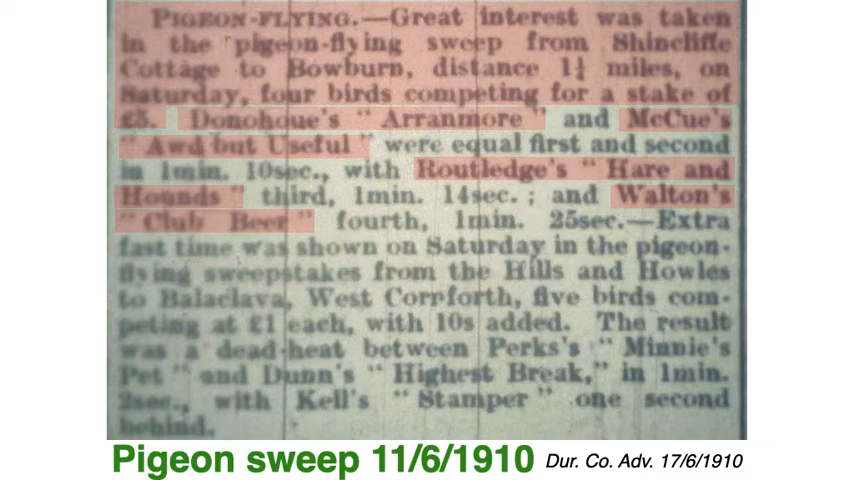 PIGEON-FLYING.—Great interest was taken
in the pigeon-flying sweep from Shincliffe
Cottage to Bowburn, distance 1½ miles, on
Saturday, four birds competing for a stake of
£5. Donohoue's "Arranmore" and McCue's
"Awd but Useful" were equal first and second
in 1min. 10sec., with Routledge's "Hare and
Hounds" third, 1min. 14sec.; and Walton's
"Club Beer" fourth, 1min. 25sec.—Extra
fast time was shown on Saturday in the pigeon-
flying sweepstakes from the Hills and Howles
to Balaclava, West Cornforth, five birds com-
peting at £1 each, with 10s added. The result
was a dead-heat between Perks's "Minnie's
Pet" and Dunn's "Highest Break," in 1min.
2sec., with Kell's "Stamper" one second
behind.
Pigeon sweep 11/6/1910 Dur. Co. Adv. 17/6/1910